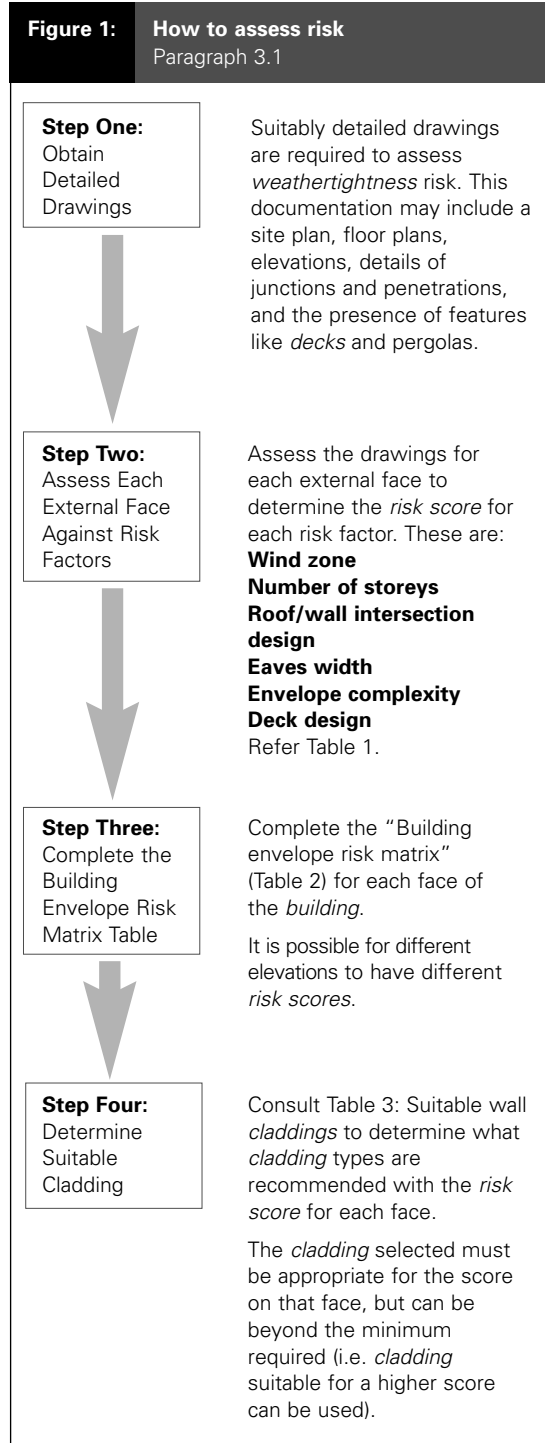 Figure 1: How to assess risk
Paragraph 3.1
Step One:
Obtain
Detailed
Drawings
Suitably detailed drawings
are required to assess
weathertightness risk. This
documentation may include a
site plan, floor plans,
elevations, details of
junctions and penetrations,
and the presence of features
like decks and pergolas.
Step Two:
Assess Each
External Face
Against Risk
Factors
Assess the drawings for
each external face to
determine the risk score for
each risk factor. These are:
Wind zone
Number of storeys
Roof/wall intersection
design
Eaves width
Envelope complexity
Deck design
Refer Table 1.
Step Three:
Complete the
Building
Envelope Risk
Matrix Table
Complete the “Building
envelope risk matrix”
(Table 2) for each face of
the building.
It is possible for different
elevations to have different
risk scores.
Step Four:
Determine
Suitable
Cladding
Consult Table 3: Suitable wall
claddings to determine what
cladding types are
recommended with the risk
score for each face.
The cladding selected must
be appropriate for the score
on that face, but can be
beyond the minimum
required (i.e. cladding
suitable for a higher score
can be used).